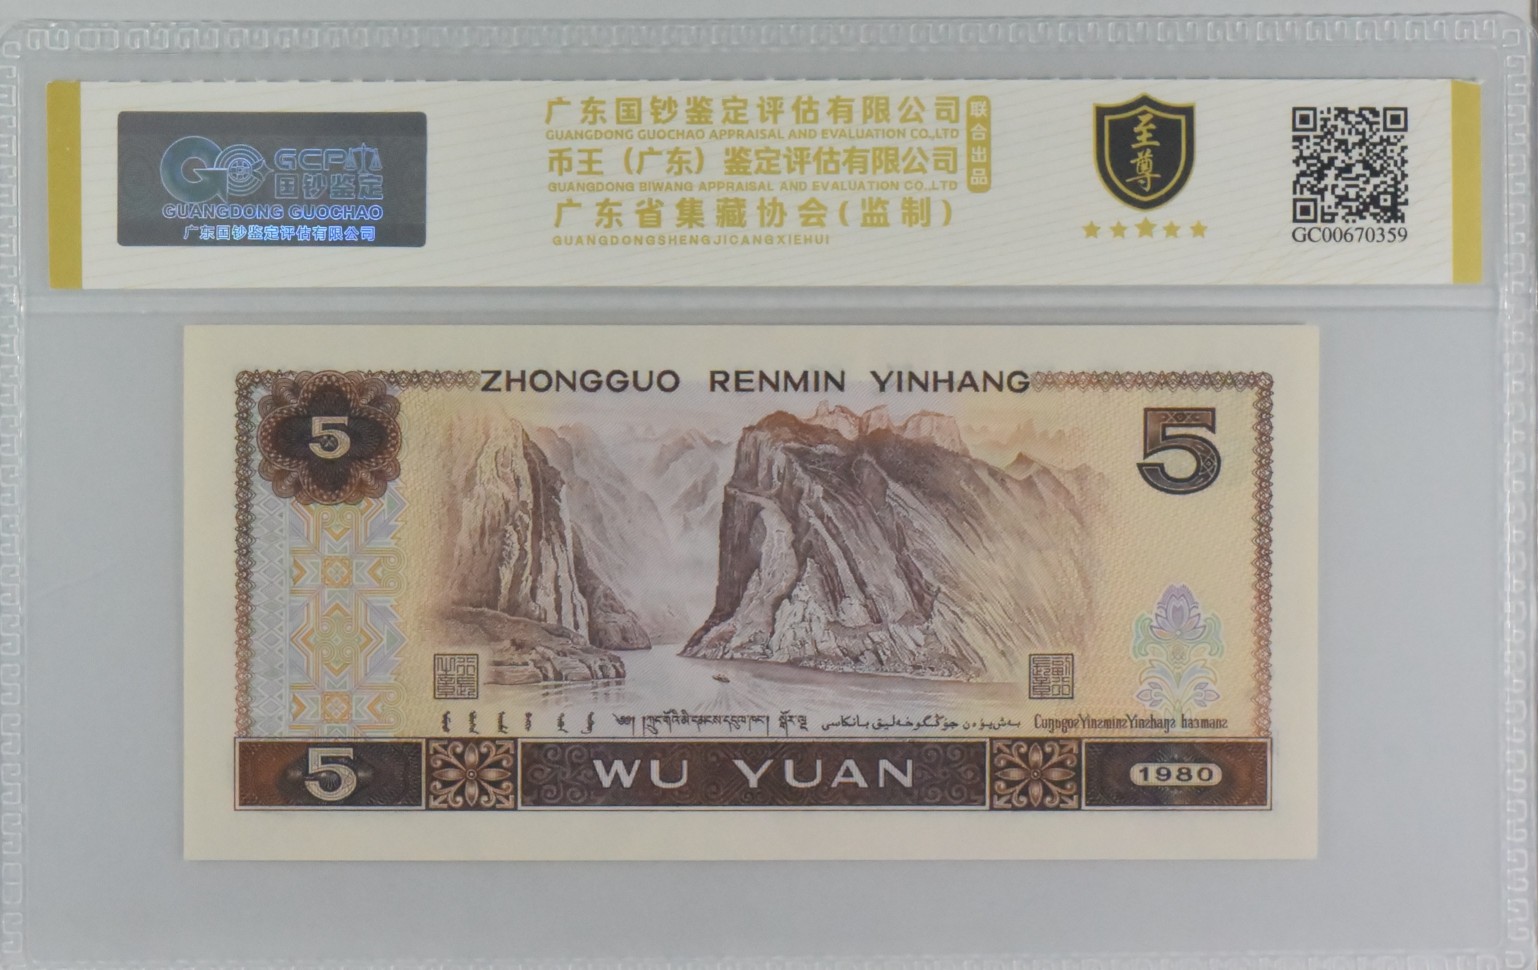 GCP
国钞鉴定
GUANGDONG GUOCHAO
广东国钞鉴定评估有限公司
广东国钞鉴定评估有限公司
GUANGDONG GUOCHAO APPRAISAL AND EVALUATION CO.,LTD
币王（广东）鉴定评估有限公司
GUANGDONG BIWANG APPRAISAL AND EVALUATION CO.,LTD
广东省集藏协会(监制)
GUANGDONGSHENGJICANGXIEHUI
联合出品
至尊
GC00670359
ZHONGGUO RENMIN YINHANG
5
5
5
WU YUAN
1980